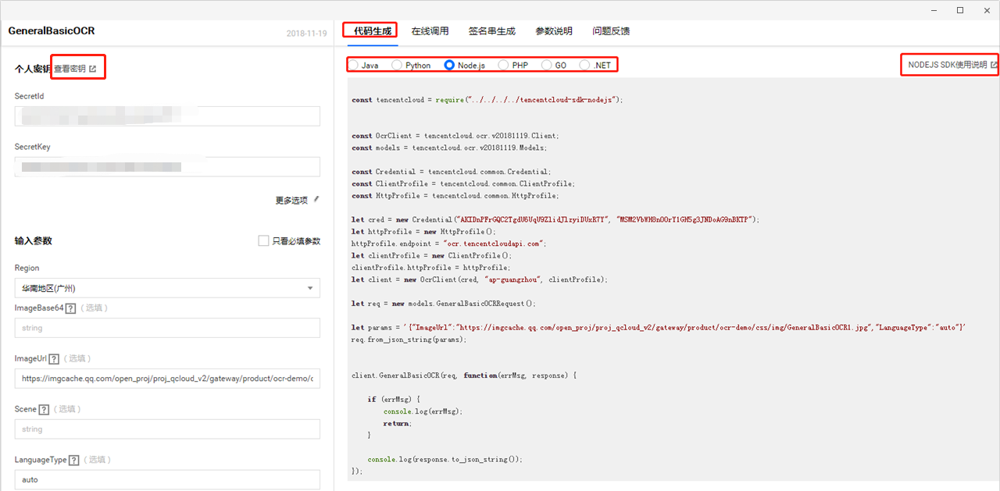 GeneralBasicOCR
2018-11-19
个人密钥 查看密钥
SecretId
SecretKey
更多选项
输入参数
只看必填参数
Region
华南地区(广州)
ImageBase64 ? （选填）
string
ImageUrl ? （选填）
https://imgcache.qq.com/open_proj/proj_qcloud_v2/gateway/product/ocr-demo/c
Scene ? （选填）
string
LanguageType ? （选填）
auto
代码生成 在线调用 签名串生成 参数说明 问题反馈
Java Python Node.js PHP GO .NET
NODEJS SDK使用说明
const tencentcloud = require("../../../../tencentcloud-sdk-nodejs");
const OcrClient = tencentcloud.ocr.v20181119.Client;
const models = tencentcloud.ocr.v20181119.Models;
const Credential = tencentcloud.common.Credential;
const ClientProfile = tencentcloud.common.ClientProfile;
const HttpProfile = tencentcloud.common.HttpProfile;
let cred = new Credential("", "");
let httpProfile = new HttpProfile();
httpProfile.endpoint = "ocr.tencentcloudapi.com";
let clientProfile = new ClientProfile();
clientProfile.httpProfile = httpProfile;
let client = new OcrClient(cred, "ap-guangzhou", clientProfile);
let req = new models.GeneralBasicOCRRequest();
let params = '{"ImageUrl":"https://imgcache.qq.com/open_proj/proj_qcloud_v2/gateway/product/ocr-demo/css/img/GeneralBasicOCR1.jpg","LanguageType":"auto"}'
req.from_json_string(params);
client.GeneralBasicOCR(req, function(errMsg, response) {
if (errMsg) {
console.log(errMsg);
return;
}
console.log(response.to_json_string());
});